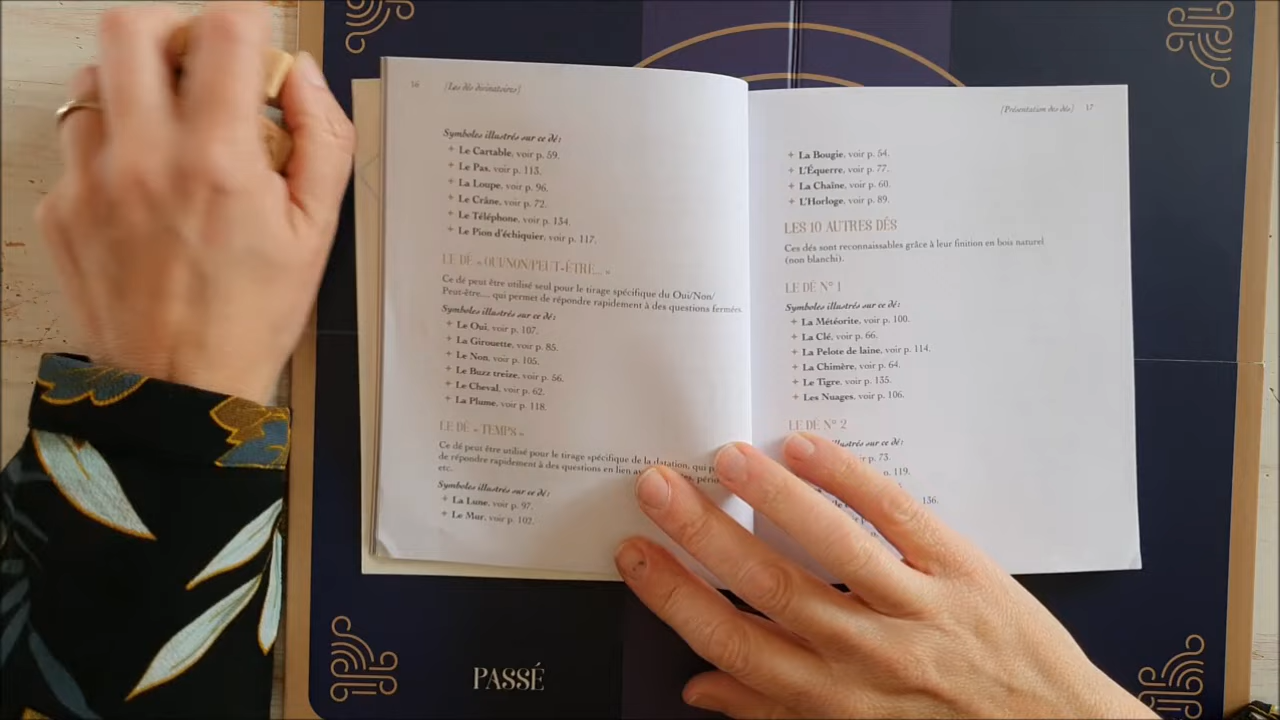 16 [Les dés divinatoires]
Symboles illustrés sur ce dé :
+ Le Cartable, voir p. 59.
+ Le Pas, voir p. 113.
+ La Loupe, voir p. 96.
+ Le Crâne, voir p. 72.
+ Le Téléphone, voir p. 134.
+ Le Pion d'échiquier, voir p. 117.
LE DÉ « OUI/NON/PEUT-ÊTRE... »
Ce dé peut être utilisé seul pour le tirage spécifique du Oui/Non/
Peut-être... qui permet de répondre rapidement à des questions fermées.
Symboles illustrés sur ce dé :
+ Le Oui, voir p. 107.
+ La Girouette, voir p. 85.
+ Le Non, voir p. 105.
+ Le Buzz treize, voir p. 56.
+ Le Cheval, voir p. 62.
+ La Plume, voir p. 118.
LE DÉ « TEMPS »
Ce dé peut être utilisé pour le tirage spécifique de la datation, qui
de répondre rapidement à des questions en lien
etc.
Symboles illustrés sur ce dé :
+ La Lune, voir p. 97.
+ Le Mur, voir p. 102.
[Présentation des dés] 17
+ La Bougie, voir p. 54.
+ L'Équerre, voir p. 77.
+ La Chaîne, voir p. 60.
+ L'Horloge, voir p. 89.
LES 10 AUTRES DÉS
Ces dés sont reconnaissables grâce à leur finition en bois naturel
(non blanchi).
LE DÉ N° 1
Symboles illustrés sur ce dé :
+ La Météorite, voir p. 100.
+ La Clé, voir p. 66.
+ La Pelote de laine, voir p. 114.
+ La Chimère, voir p. 64.
+ Le Tigre, voir p. 135.
+ Les Nuages, voir p. 106.
LE DÉ N° 2
illustrés sur ce dé :
p. 73.
119.
136.
PASSÉ